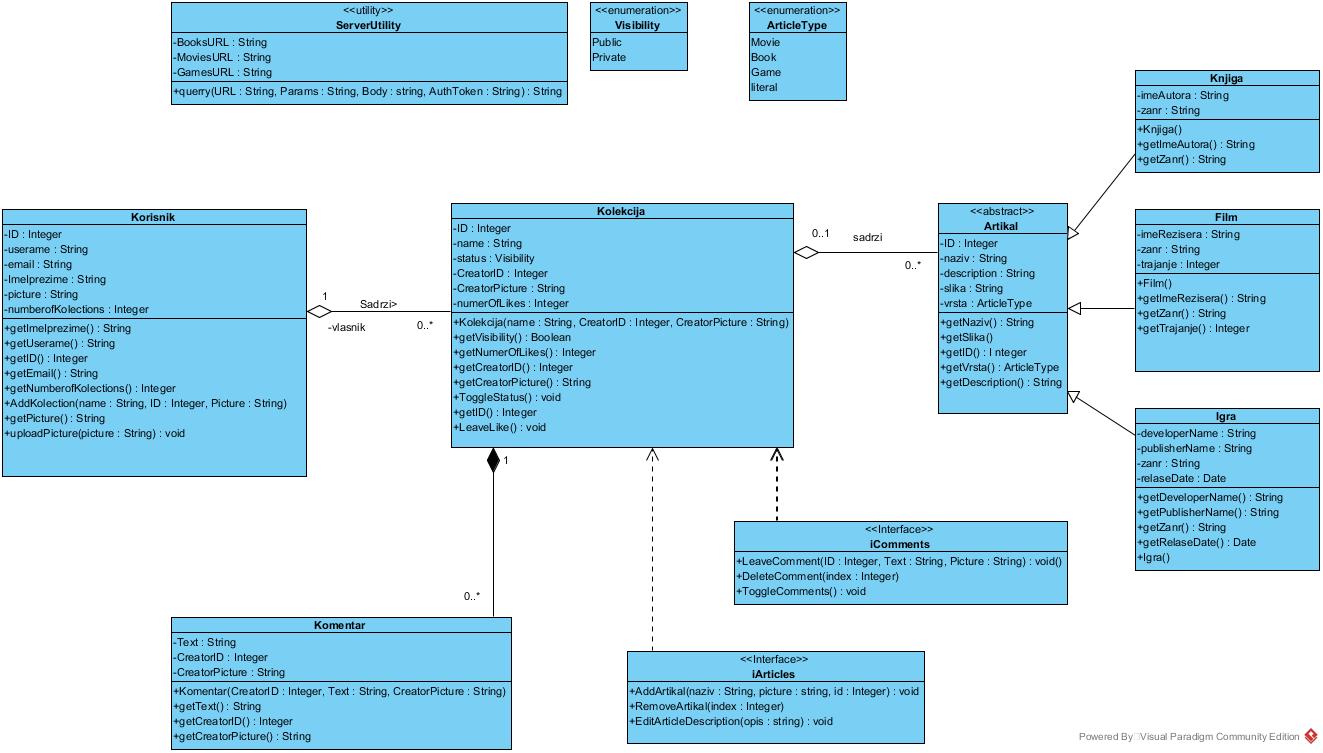 <<utility>>
ServerUtility
-BooksURL : String
-MoviesURL : String
-GamesURL : String
+querry(URL : String, Params : String, Body : string, AuthToken : String) : String
<<enumeration>>
Visibility
Public
Private
<<enumeration>>
ArticleType
Movie
Book
Game
literal
Knjiga
-imeAutora : String
-zanr : String
+Knjiga()
+getImeAutora() : String
+getZanr() : String
Korisnik
-ID : Integer
-userame : String
-email : String
-ImeIprezime : String
-picture : String
-numberofKolections : Integer
+getImeIprezime() : String
+getUserame() : String
+getID() : Integer
+getEmail() : String
+getNumberofKolections() : Integer
+AddKolection(name : String, ID : Integer, Picture : String)
+getPicture() : String
+uploadPicture(picture : String) : void
1
Sadrzi>
-vlasnik
0..*
Kolekcija
-ID : Integer
-name : String
-status : Visibility
-CreatorID : Integer
-CreatorPicture : String
-numerOfLikes : Integer
+Kolekcija(name : String, CreatorID : Integer, CreatorPicture : String)
+getVisibility() : Boolean
+getNumerOfLikes() : Integer
+getCreatorID() : Integer
+getCreatorPicture() : String
+ToggleStatus() : void
+getID() : Integer
+LeaveLike() : void
0..1
sadrzi
0..*
<<abstract>>
Artikal
-ID : Integer
-naziv : String
-description : String
-slika : String
-vrsta : ArticleType
+getNaziv() : String
+getSlika()
+getID() : I nteger
+getVrsta() : ArticleType
+getDescription() : String
Film
-imeRezisera : String
-zanr : String
-trajanje : Integer
+Film()
+getImeRezisera() : String
+getZanr() : String
+getTrajanje() : Integer
Igra
-developerName : String
-publisherName : String
-zanr : String
-relaseDate : Date
+getDeveloperName() : String
+getPublisherName() : String
+getZanr() : String
+getRelaseDate() : Date
+Igra()
1
0..*
<<Interface>>
iComments
+LeaveComment(ID : Integer, Text : String, Picture : String) : void()
+DeleteComment(index : Integer)
+ToggleComments() : void
Komentar
-Text : String
-CreatorID : Integer
-CreatorPicture : String
+Komentar(CreatorID : Integer, Text : String, CreatorPicture : String)
+getText() : String
+getCreatorID() : Integer
+getCreatorPicture() : String
<<Interface>>
iArticles
+AddArtikal(naziv : String, picture : string, id : Integer) : void
+RemoveArtikal(index : Integer)
+EditArticleDescription(opis : string) : void
Powered By Visual Paradigm Community Edition